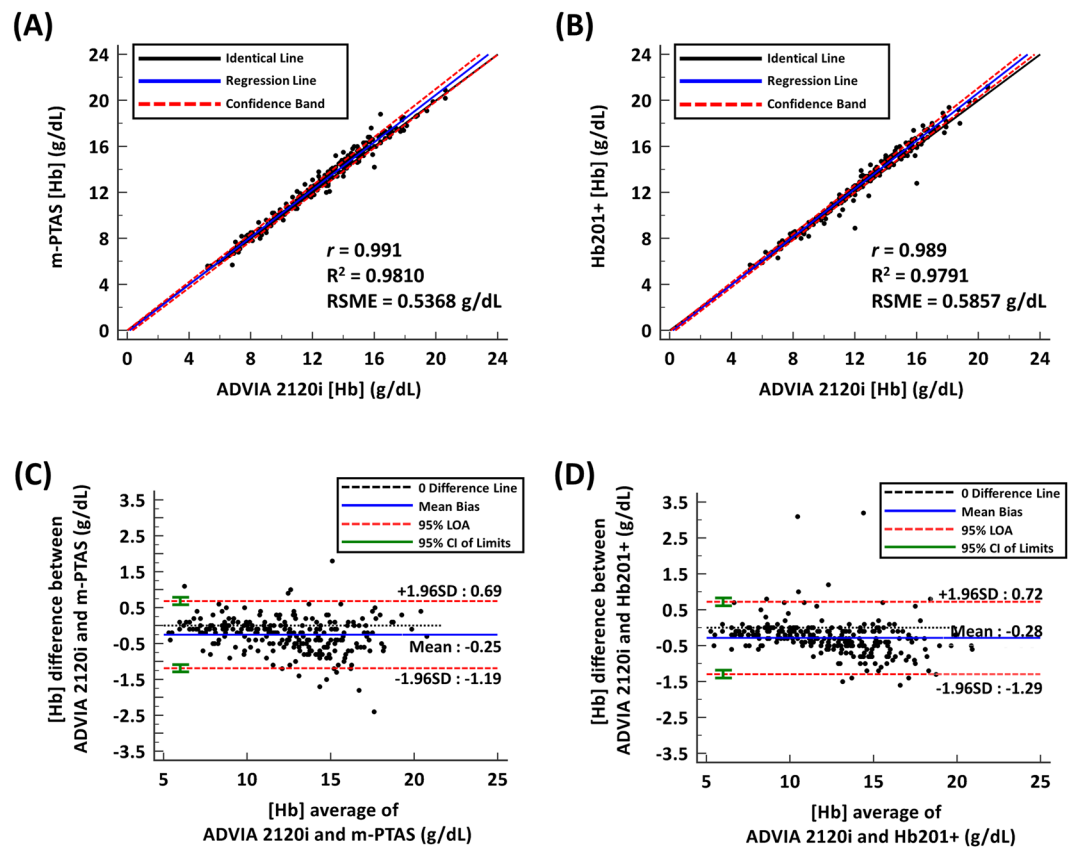 (A)
Identical Line
Regression Line
Confidence Band
24
20
16
12
8
4
0
m-PTAS [Hb] (g/dL)
r = 0.991
R² = 0.9810
RSME = 0.5368 g/dL
0 4 8 12 16 20 24
ADVIA 2120i [Hb] (g/dL)
(B)
Identical Line
Regression Line
Confidence Band
24
20
16
12
8
4
0
Hb201+ [Hb] (g/dL)
r = 0.989
R² = 0.9791
RSME = 0.5857 g/dL
0 4 8 12 16 20 24
ADVIA 2120i [Hb] (g/dL)
(C)
0 Difference Line
Mean Bias
95% LOA
95% CI of Limits
3.5
2.5
1.5
0.5
-0.5
-1.5
-2.5
-3.5
[Hb] difference between
ADVIA 2120i and m-PTAS (g/dL)
+1.96SD : 0.69
Mean : -0.25
-1.96SD : -1.19
5 10 15 20 25
[Hb] average of
ADVIA 2120i and m-PTAS (g/dL)
(D)
0 Difference Line
Mean Bias
95% LOA
95% CI of Limits
3.5
2.5
1.5
0.5
-0.5
-1.5
-2.5
-3.5
[Hb] difference between
ADVIA 2120i and Hb201+ (g/dL)
+1.96SD : 0.72
Mean : -0.28
-1.96SD : -1.29
5 10 15 20 25
[Hb] average of
ADVIA 2120i and Hb201+ (g/dL)